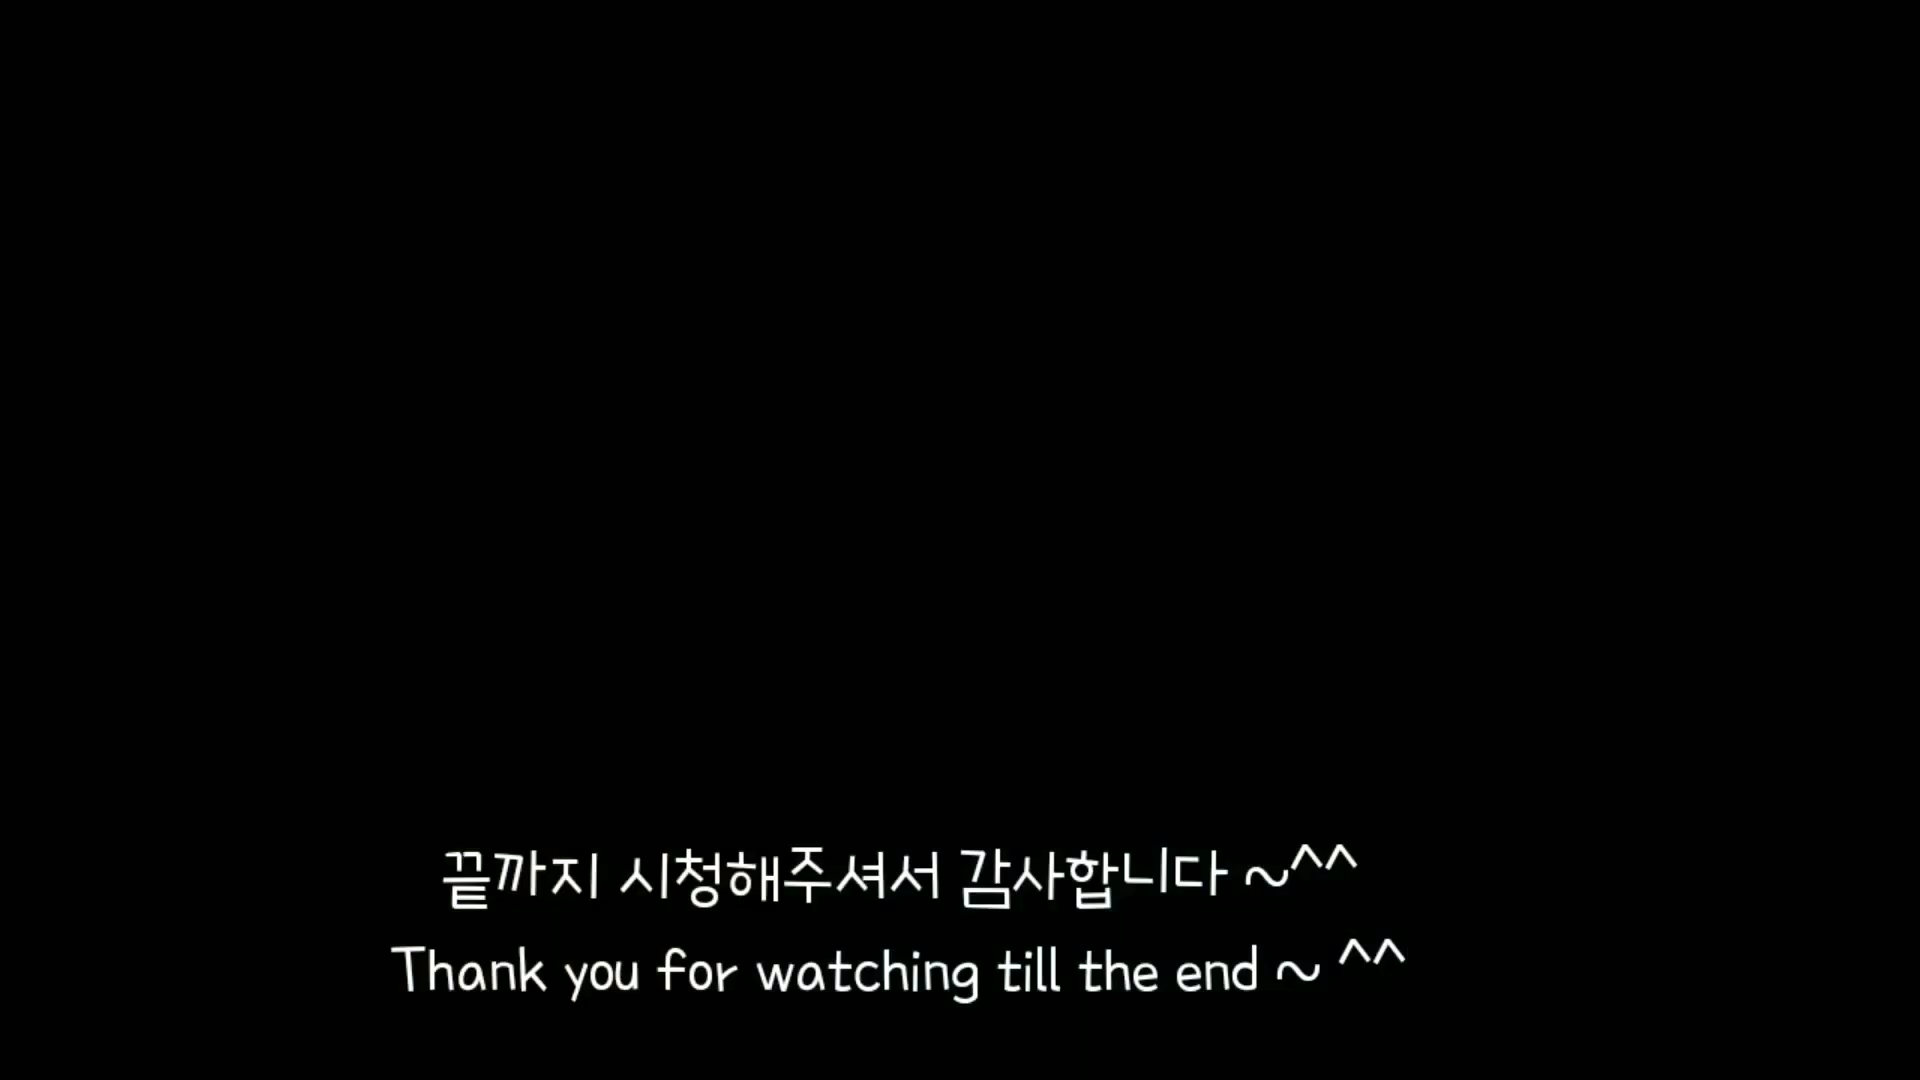 끝까지 시청해주셔서 감사합니다 ~^^
Thank you for watching till the end ~ ^^